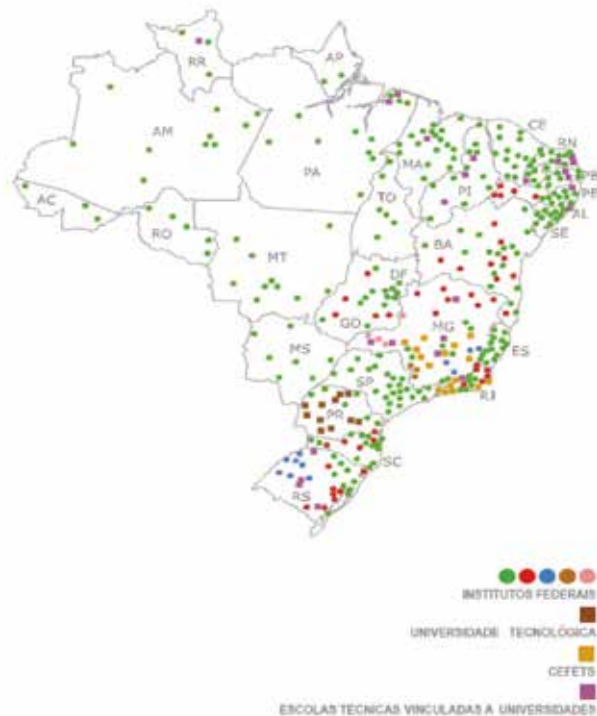 RR
AP
AM
PA
MA
CE
RN
PB
PE
AL
SE
PI
TO
AC
RO
MT
BA
DF
GO
MG
ES
MS
SP
RJ
PR
SC
RS
INSTITUTOS FEDERAIS
UNIVERSIDADE TECNOLÓGICA
CEFETS
ESCOLAS TÉCNICAS VINCULADAS A UNIVERSIDADES